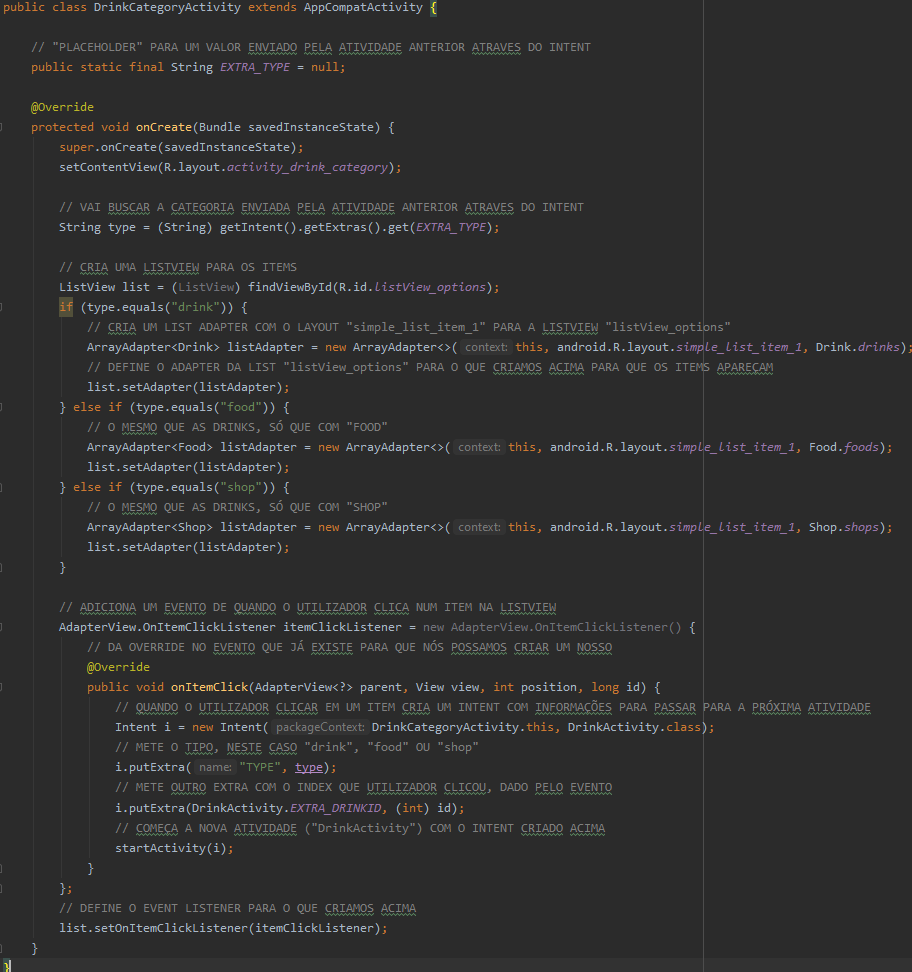 public class DrinkCategoryActivity extends AppCompatActivity {
// "PLACEHOLDER" PARA UM VALOR ENVIADO PELA ATIVIDADE ANTERIOR ATRAVES DO INTENT
public static final String EXTRA_TYPE = null;
@Override
protected void onCreate(Bundle savedInstanceState) {
super.onCreate(savedInstanceState);
setContentView(R.layout.activity_drink_category);
// VAI BUSCAR A CATEGORIA ENVIADA PELA ATIVIDADE ANTERIOR ATRAVES DO INTENT
String type = (String) getIntent().getExtras().get(EXTRA_TYPE);
// CRIA UMA LISTVIEW PARA OS ITEMS
ListView list = (ListView) findViewById(R.id.listView_options);
if (type.equals("drink")) {
// CRIA UM LIST ADAPTER COM O LAYOUT "simple_list_item_1" PARA A LISTVIEW "listView_options"
ArrayAdapter<Drink> listAdapter = new ArrayAdapter<>( context: this, android.R.layout.simple_list_item_1, Drink.drinks);
// DEFINE O ADAPTER DA LIST "listView_options" PARA O QUE CRIAMOS ACIMA PARA QUE OS ITEMS APAREÇAM
list.setAdapter(listAdapter);
} else if (type.equals("food")) {
// O MESMO QUE AS DRINKS, SÓ QUE COM "FOOD"
ArrayAdapter<Food> listAdapter = new ArrayAdapter<>( context: this, android.R.layout.simple_list_item_1, Food.foods);
list.setAdapter(listAdapter);
} else if (type.equals("shop")) {
// O MESMO QUE AS DRINKS, SÓ QUE COM "SHOP"
ArrayAdapter<Shop> listAdapter = new ArrayAdapter<>( context: this, android.R.layout.simple_list_item_1, Shop.shops);
list.setAdapter(listAdapter);
}
// ADICIONA UM EVENTO DE QUANDO O UTILIZADOR CLICA NUM ITEM NA LISTVIEW
AdapterView.OnItemClickListener itemClickListener = new AdapterView.OnItemClickListener() {
// DA OVERRIDE NO EVENTO QUE JÁ EXISTE PARA QUE NÓS POSSAMOS CRIAR UM NOSSO
@Override
public void onItemClick(AdapterView<?> parent, View view, int position, long id) {
// QUANDO O UTILIZADOR CLICAR EM UM ITEM CRIA UM INTENT COM INFORMAÇÕES PARA PASSAR PARA A PRÓXIMA ATIVIDADE
Intent i = new Intent( packageContext: DrinkCategoryActivity.this, DrinkActivity.class);
// METE O TIPO, NESTE CASO "drink", "food" OU "shop"
i.putExtra( name: "TYPE", type);
// METE OUTRO EXTRA COM O INDEX QUE UTILIZADOR CLICOU, DADO PELO EVENTO
i.putExtra(DrinkActivity.EXTRA_DRINKID, (int) id);
// COMEÇA A NOVA ATIVIDADE ("DrinkActivity") COM O INTENT CRIADO ACIMA
startActivity(i);
}
};
// DEFINE O EVENT LISTENER PARA O QUE CRIAMOS ACIMA
list.setOnItemClickListener(itemClickListener);
}
}